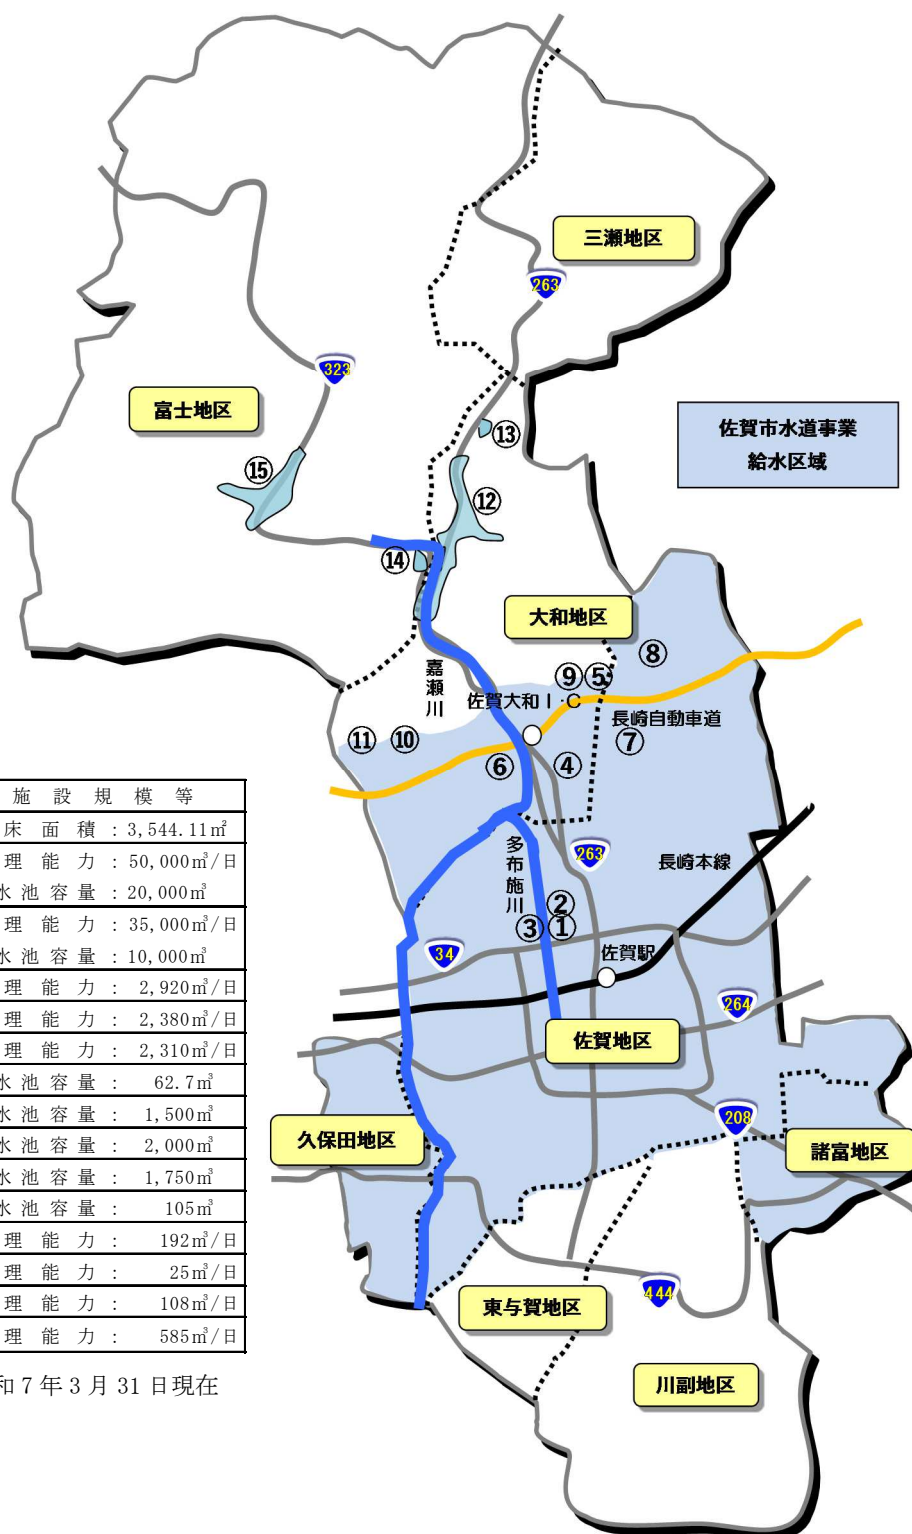 三瀬地区
263
323
富士地区
佐賀市水道事業
給水区域
⑬
⑮
⑫
⑭
大和地区
⑧
嘉瀬川
⑨
⑤
佐賀大和I・C
長崎自動車道
⑦
⑪
⑩
⑥
④
施設規模等
床面積:3,544.11㎡
理能力:50,000㎥/日
水池容量:20,000㎥
理能力:35,000㎥/日
水池容量:10,000㎥
理能力:2,920㎥/日
理能力:2,380㎥/日
理能力:2,310㎥/日
水池容量:62.7㎥
水池容量:1,500㎥
水池容量:2,000㎥
水池容量:1,750㎥
水池容量:105㎥
理能力:192㎥/日
理能力:25㎥/日
理能力:108㎥/日
理能力:585㎥/日
和7年3月31日現在
多布施川
263
長崎本線
②
③
①
34
佐賀駅
264
佐賀地区
208
久保田地区
諸富地区
444
東与賀地区
川副地区